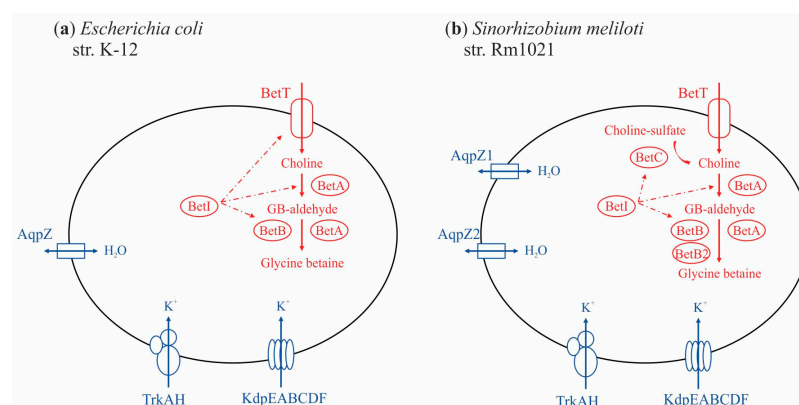 (a) Escherichia coli
str. K-12
BetT
Choline
BetA
BetI
GB-aldehyde
BetB
BetA
Glycine betaine
AqpZ
H₂O
K⁺
K⁺
TrkAH
KdpEABCDF
(b) Sinorhizobium meliloti
str. Rm1021
BetT
Choline-sulfate
BetC
Choline
AqpZ1
H₂O
BetA
BetI
GB-aldehyde
BetB
BetA
AqpZ2
H₂O
BetB2
Glycine betaine
K⁺
K⁺
TrkAH
KdpEABCDF